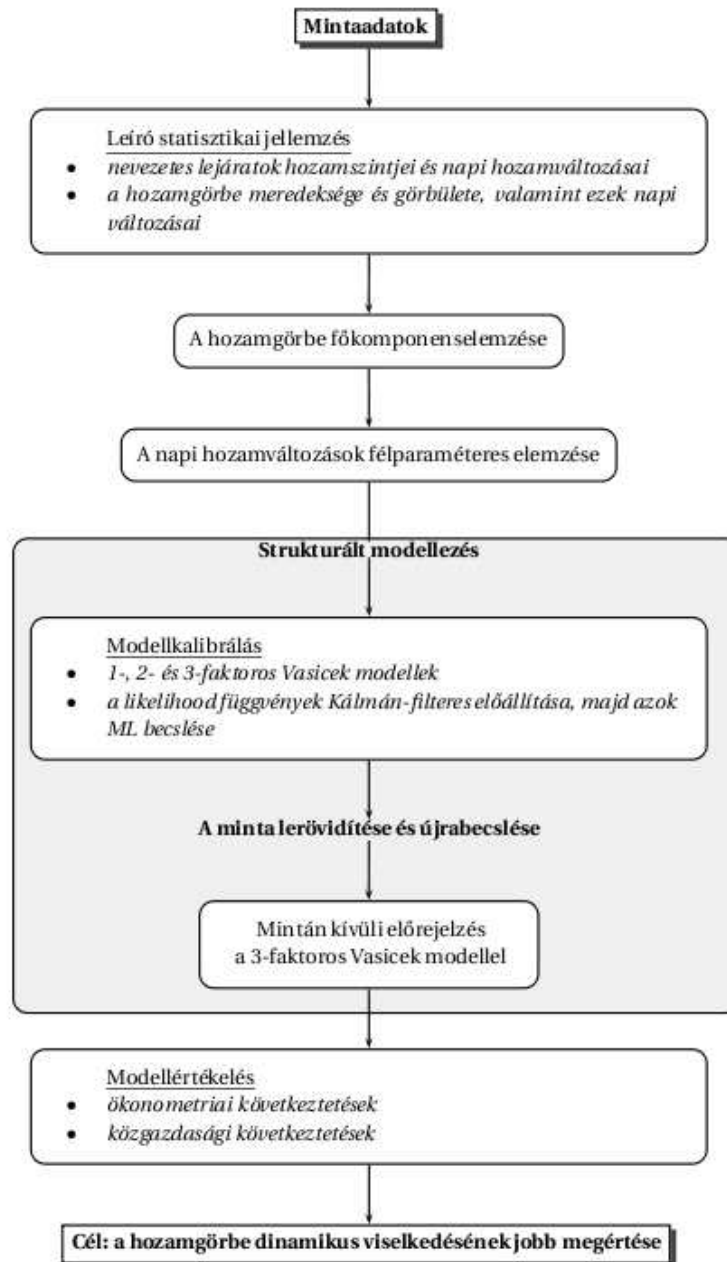 Mintaadatok
Leíró statisztikai jellemzés
• nevezetes lejáratok hozamszintjei és napi hozamváltozásai
• a hozamgörbe meredeksége és görbülete, valamint ezek napi
változásai
A hozamgörbe főkomponenselemzése
A napi hozamváltozások félparaméteres elemzése
Strukturált modellezés
Modellkalibrálás
• 1-, 2- és 3-faktoros Vasicek modellek
• a likelihood függvények Kálmán-filteres előállítása, majd azok
ML becslése
A minta lerövidítése és újrabecslése
Mintán kívüli előrejelzés
a 3-faktoros Vasicek modellel
Modellértékelés
• ökonometriai következtetések
• közgazdasági következtetések
Cél: a hozamgörbe dinamikus viselkedésének jobb megértése